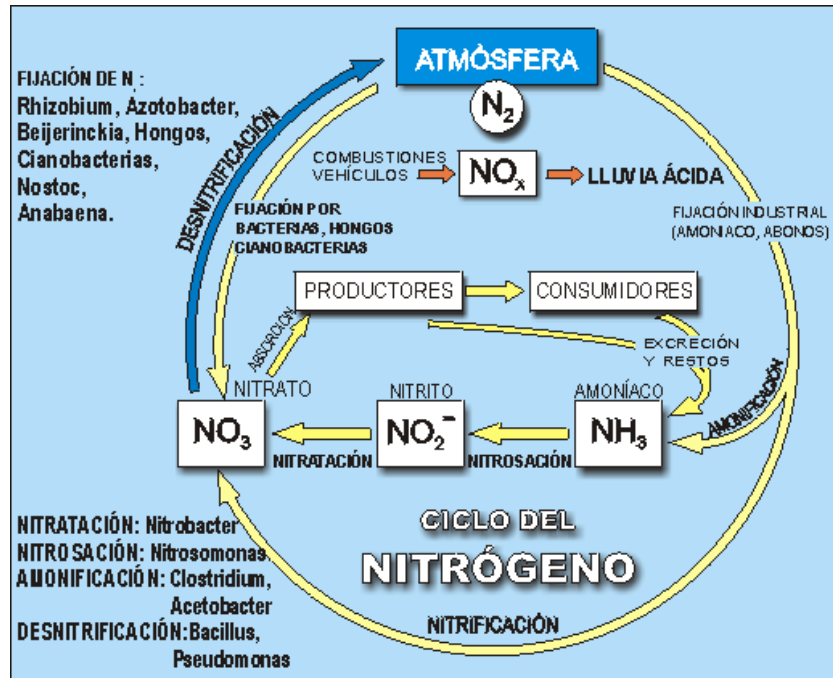 ATMÓSFERA
N₂
FIJACIÓN DE N₂:
Rhizobium, Azotobacter,
Beijerinckia, Hongos,
Cianobacterias,
Nostoc,
Anabaena.
DESNITRIFICACIÓN
COMBUSTIONES
VEHÍCULOS
NOₓ
LLUVIA ÁCIDA
FIJACIÓN POR
BACTERIAS, HONGOS
CIANOBACTERIAS
FIJACIÓN INDUSTRIAL
(AMONIACO, ABONOS)
PRODUCTORES
CONSUMIDORES
ABSORCION
EXCRECIÓN
Y RESTOS
NITRATO
NITRITO
AMONÍACO
AMONIFICACIÓN
NO₃
NO₂⁻
NH₃
NITRATACIÓN
NITROSACIÓN
CICLO DEL
NITRÓGENO
NITRATACIÓN: Nitrobacter
NITROSACIÓN: Nitrosomonas,
AMONIFICACIÓN: Clostridium,
Acetobacter
DESNITRIFICACIÓN:Bacillus,
Pseudomonas
NITRIFICACIÓN